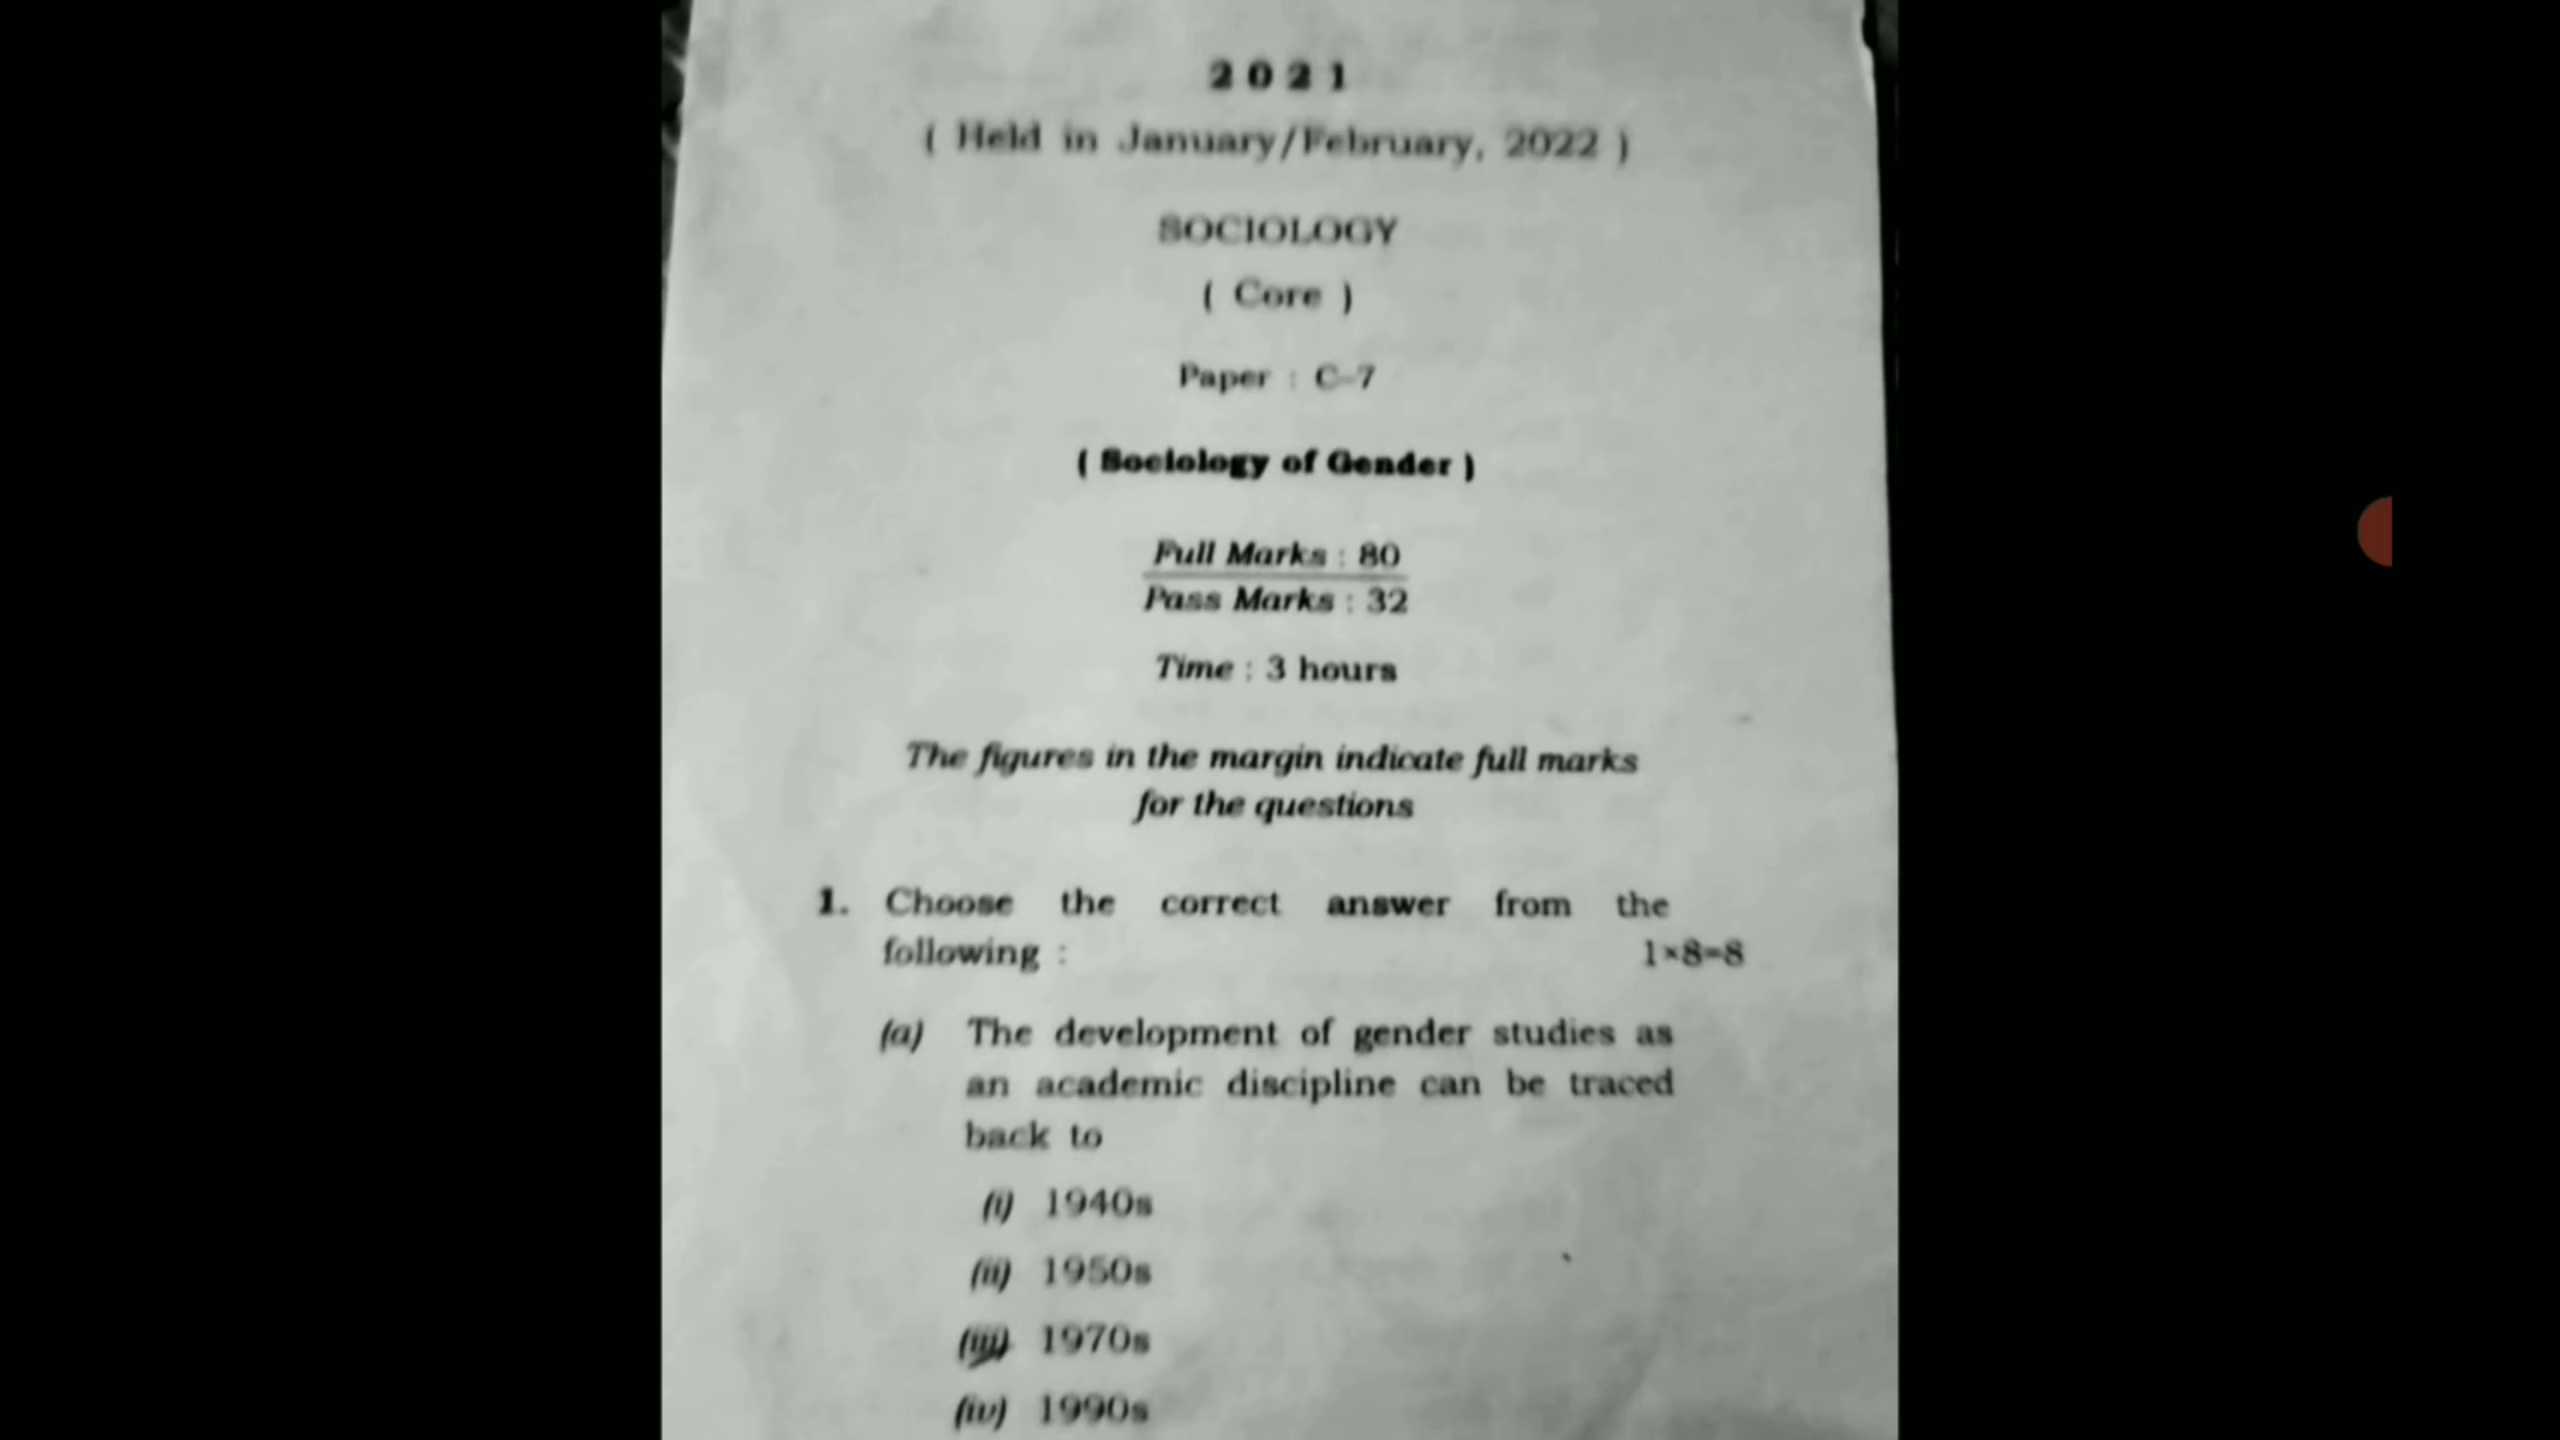 2021
( Held in January/February, 2022 )
SOCIOLOGY
( Core )
Paper : C-7
( Sociology of Gender )
Full Marks : 80
Pass Marks : 32
Time : 3 hours
The figures in the margin indicate full marks
for the questions
1. Choose the correct answer from the
following : 1×8=8
(a) The development of gender studies as
an academic discipline can be traced
back to
(i) 1940s
(ii) 1950s
(iii) 1970s
(iv) 1990s